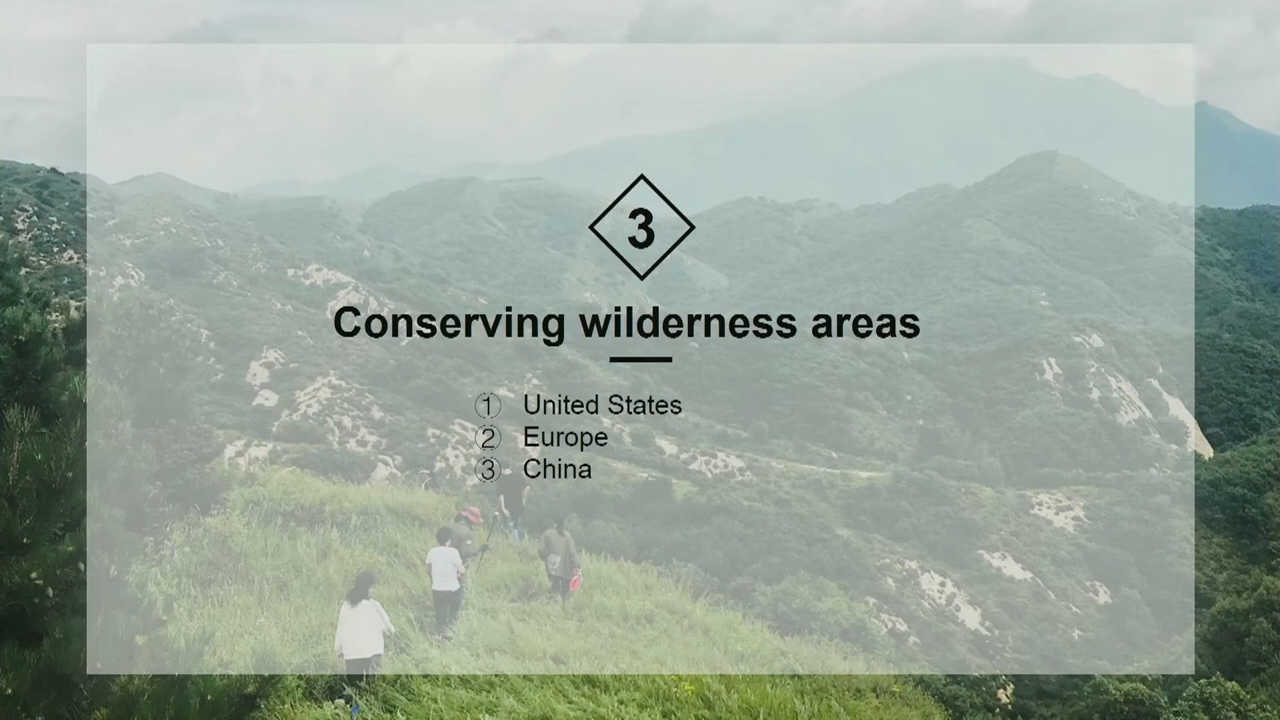 3
Conserving wilderness areas
① United States
② Europe
③ China